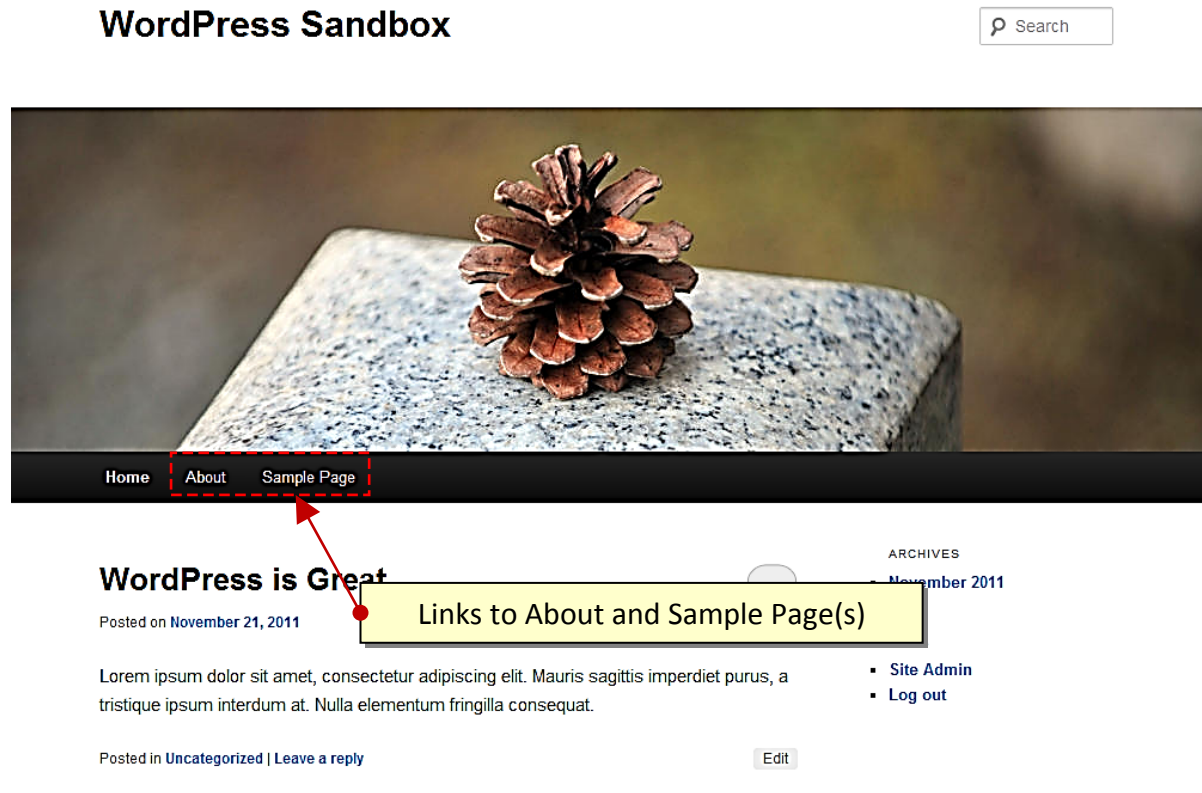 WordPress Sandbox
Search
Home About Sample Page
WordPress is Great
Posted on November 21, 2011
Links to About and Sample Page(s)
Lorem ipsum dolor sit amet, consectetur adipiscing elit. Mauris sagittis imperdiet purus, a
tristique ipsum interdum at. Nulla elementum fringilla consequat.
Posted in Uncategorized | Leave a reply
Edit
ARCHIVES
November 2011
Site Admin
Log out